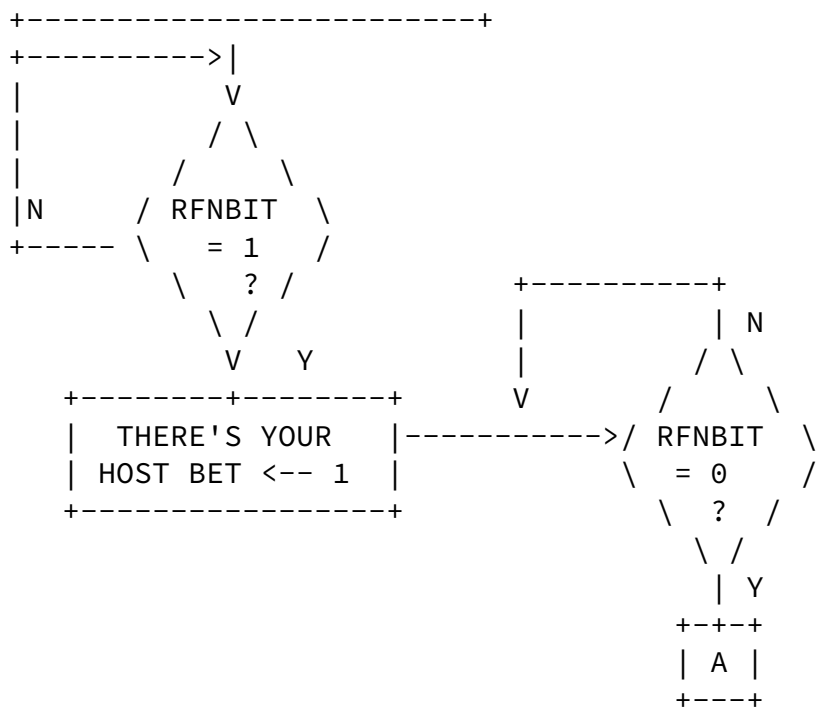 N
RFNBIT
= 1
?
N
V Y
THERE'S YOUR
HOST BET <-- 1
RFNBIT
= 0
?
Y
A